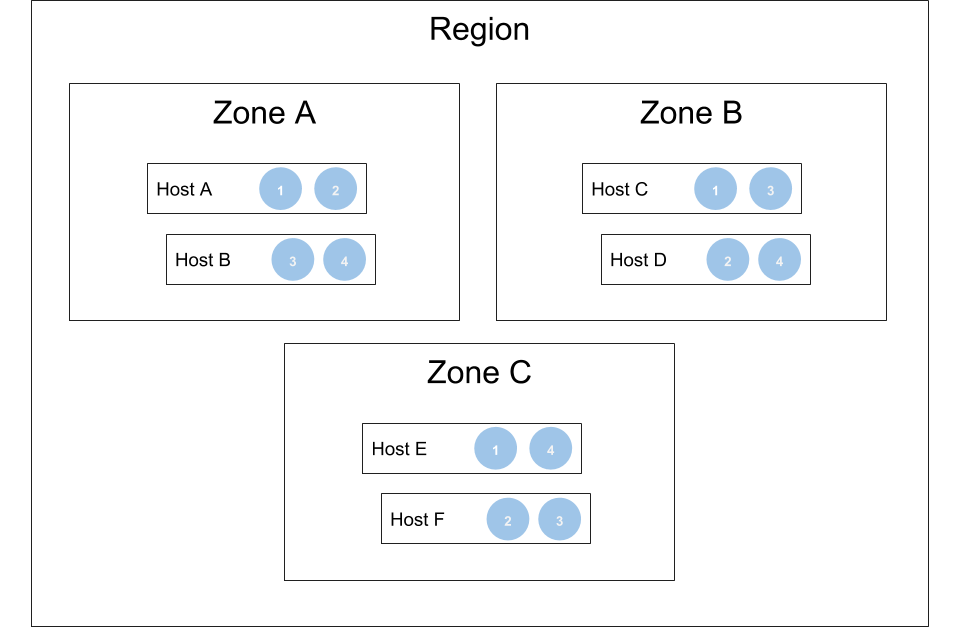 Region
Zone A
Host A 1 2
Host B 3 4
Zone B
Host C 1 3
Host D 2 4
Zone C
Host E 1 4
Host F 2 3